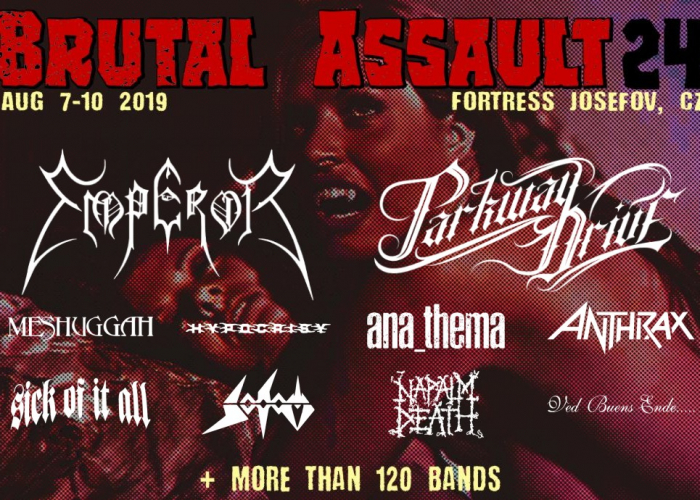 BRUTAL ASSAULT 24
AUG 7-10 2019 FORTRESS JOSEFOV, CZ
EMPEROR PARKWAY DRIVE
MESHUGGAH HYPOCRISY ana_thema ANTHRAX
sick of it all SODOM NAPALM DEATH Ved Buens Ende.....
+ MORE THAN 120 BANDS